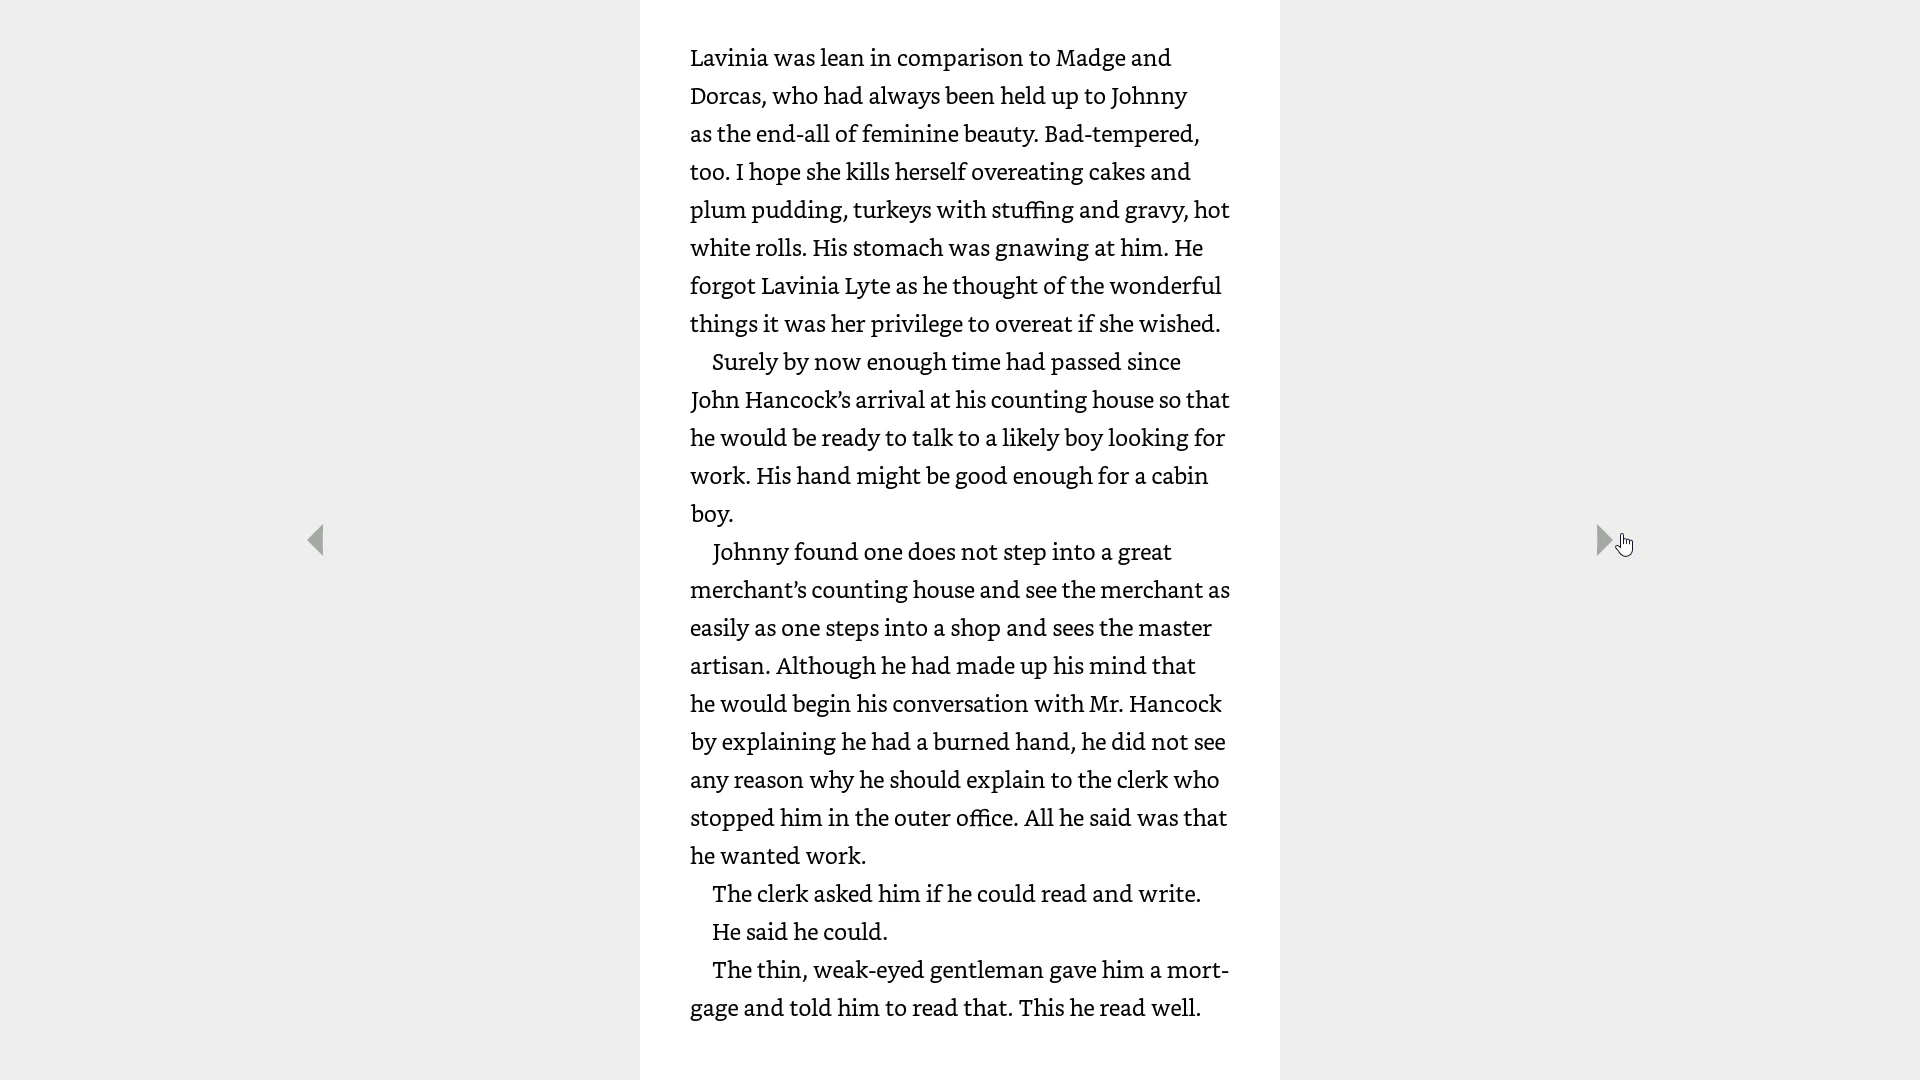 Lavinia was lean in comparison to Madge and
Dorcas, who had always been held up to Johnny
as the end-all of feminine beauty. Bad-tempered,
too. I hope she kills herself overeating cakes and
plum pudding, turkeys with stuffing and gravy, hot
white rolls. His stomach was gnawing at him. He
forgot Lavinia Lyte as he thought of the wonderful
things it was her privilege to overeat if she wished.
Surely by now enough time had passed since
John Hancock’s arrival at his counting house so that
he would be ready to talk to a likely boy looking for
work. His hand might be good enough for a cabin
boy.
Johnny found one does not step into a great
merchant’s counting house and see the merchant as
easily as one steps into a shop and sees the master
artisan. Although he had made up his mind that
he would begin his conversation with Mr. Hancock
by explaining he had a burned hand, he did not see
any reason why he should explain to the clerk who
stopped him in the outer office. All he said was that
he wanted work.
The clerk asked him if he could read and write.
He said he could.
The thin, weak-eyed gentleman gave him a mort-
gage and told him to read that. This he read well.